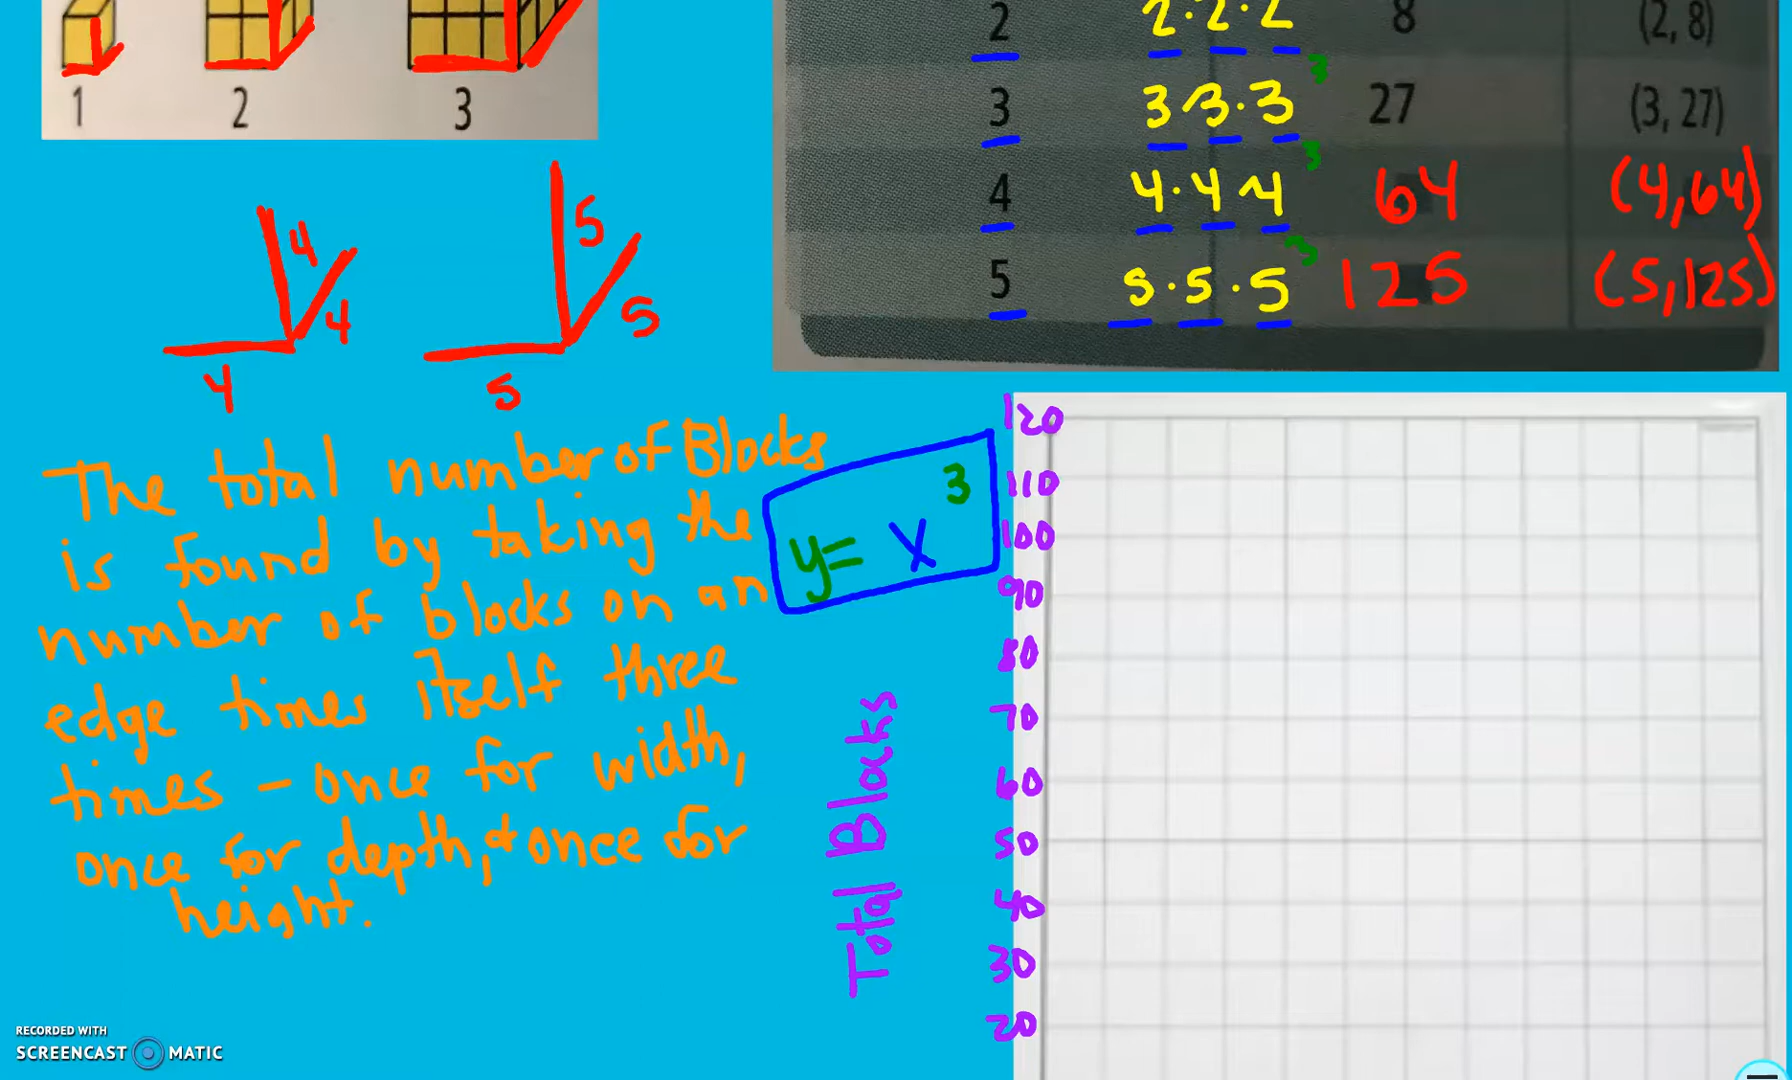 1 2 3
2 2·2·2 8 (2, 8)
3 3·3·3 3 27 (3, 27)
4 4·4·4 3 64 (4,64)
5 5·5·5 3 125 (5,125)
4 4 4
5 5 5
The total number of Blocks
is found by taking the
number of blocks on an
edge times itself three
times - once for width,
once for depth, & once for
height.
y = x³
Total Blocks
120
110
100
90
80
70
60
50
40
30
20
RECORDED WITH
SCREENCAST MATIC